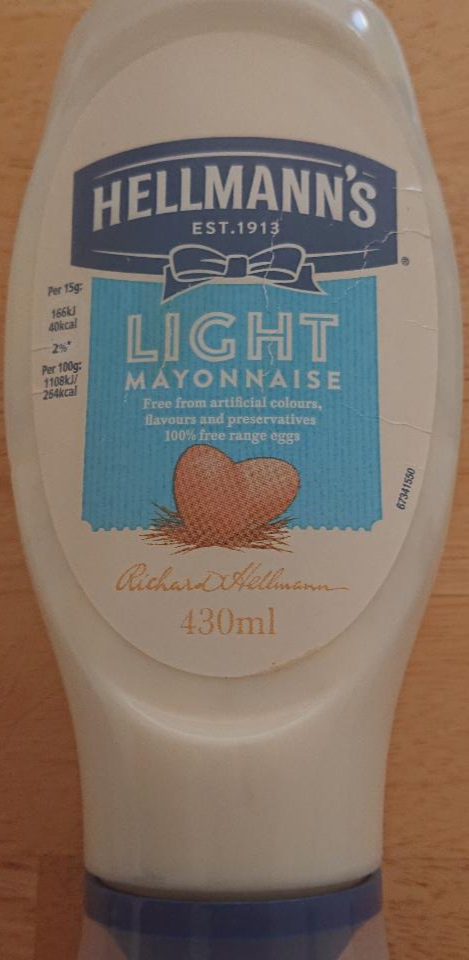 HELLMANN'S
EST.1913
®
Per 15g:
166kJ
40kcal
2%*
Per 100g:
1108kJ/
264kcal
LIGHT
MAYONNAISE
Free from artificial colours,
flavours and preservatives
100% free range eggs
67341550
Richard Hellmann
430ml